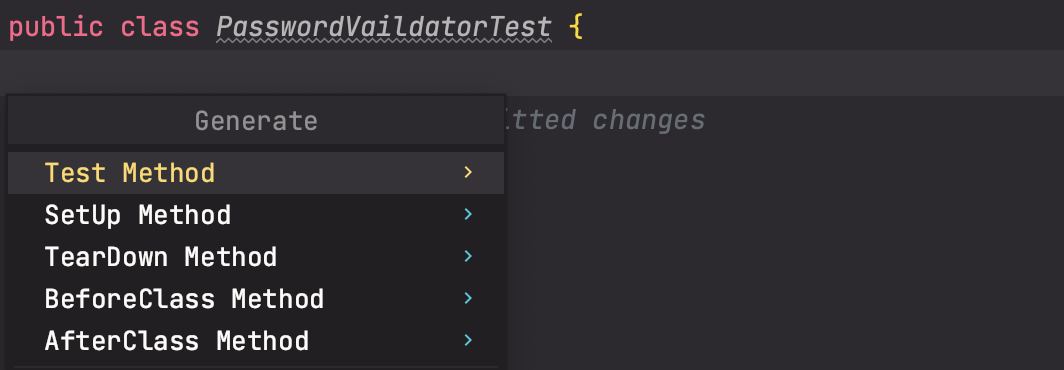 public class PasswordVaildatorTest {
Generate
itted changes
Test Method
SetUp Method
TearDown Method
BeforeClass Method
AfterClass Method